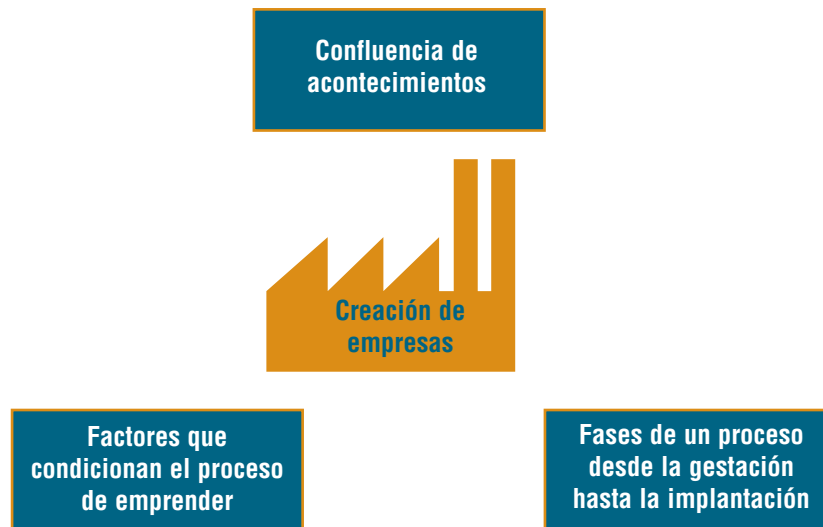 Confluencia de
acontecimientos
Creación de
empresas
Factores que
condicionan el proceso
de emprender
Fases de un proceso
desde la gestación
hasta la implantación